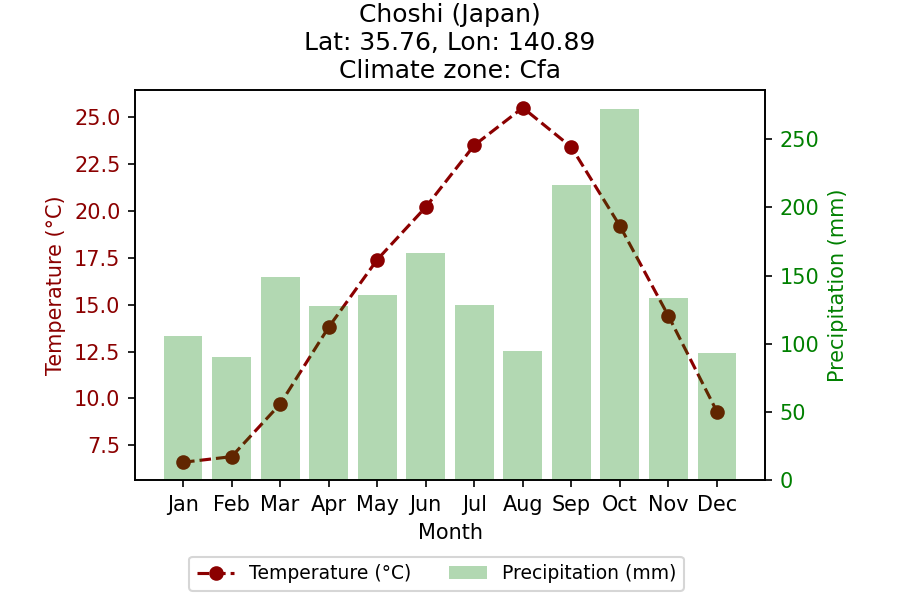 Choshi (Japan)
Lat: 35.76, Lon: 140.89
Climate zone: Cfa
Temperature (°C)
25.0
22.5
20.0
17.5
15.0
12.5
10.0
7.5
250
200
150
100
50
0
Precipitation (mm)
Jan Feb Mar Apr May Jun Jul Aug Sep Oct Nov Dec
Month
Temperature (°C) Precipitation (mm)